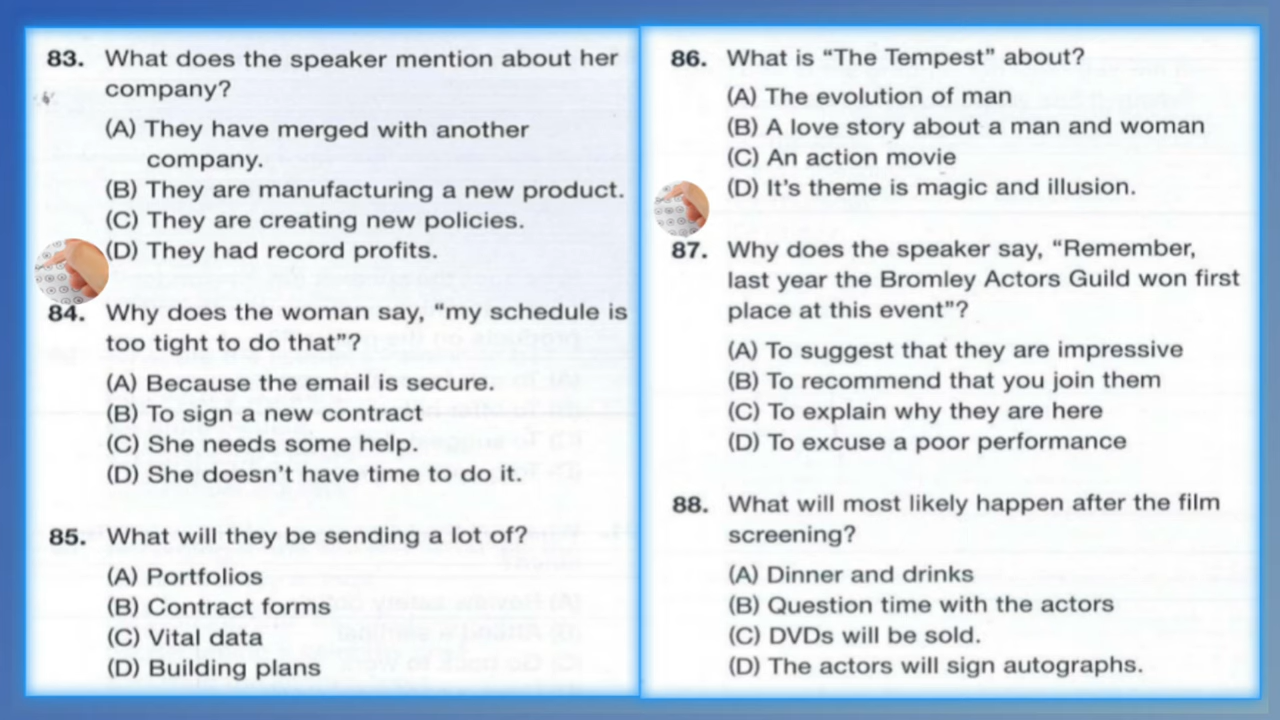 83. What does the speaker mention about her
company?
(A) They have merged with another
company.
(B) They are manufacturing a new product.
(C) They are creating new policies.
(D) They had record profits.
84. Why does the woman say, “my schedule is
too tight to do that”?
(A) Because the email is secure.
(B) To sign a new contract
(C) She needs some help.
(D) She doesn’t have time to do it.
85. What will they be sending a lot of?
(A) Portfolios
(B) Contract forms
(C) Vital data
(D) Building plans
86. What is “The Tempest” about?
(A) The evolution of man
(B) A love story about a man and woman
(C) An action movie
(D) It’s theme is magic and illusion.
87. Why does the speaker say, “Remember,
last year the Bromley Actors Guild won first
place at this event”?
(A) To suggest that they are impressive
(B) To recommend that you join them
(C) To explain why they are here
(D) To excuse a poor performance
88. What will most likely happen after the film
screening?
(A) Dinner and drinks
(B) Question time with the actors
(C) DVDs will be sold.
(D) The actors will sign autographs.